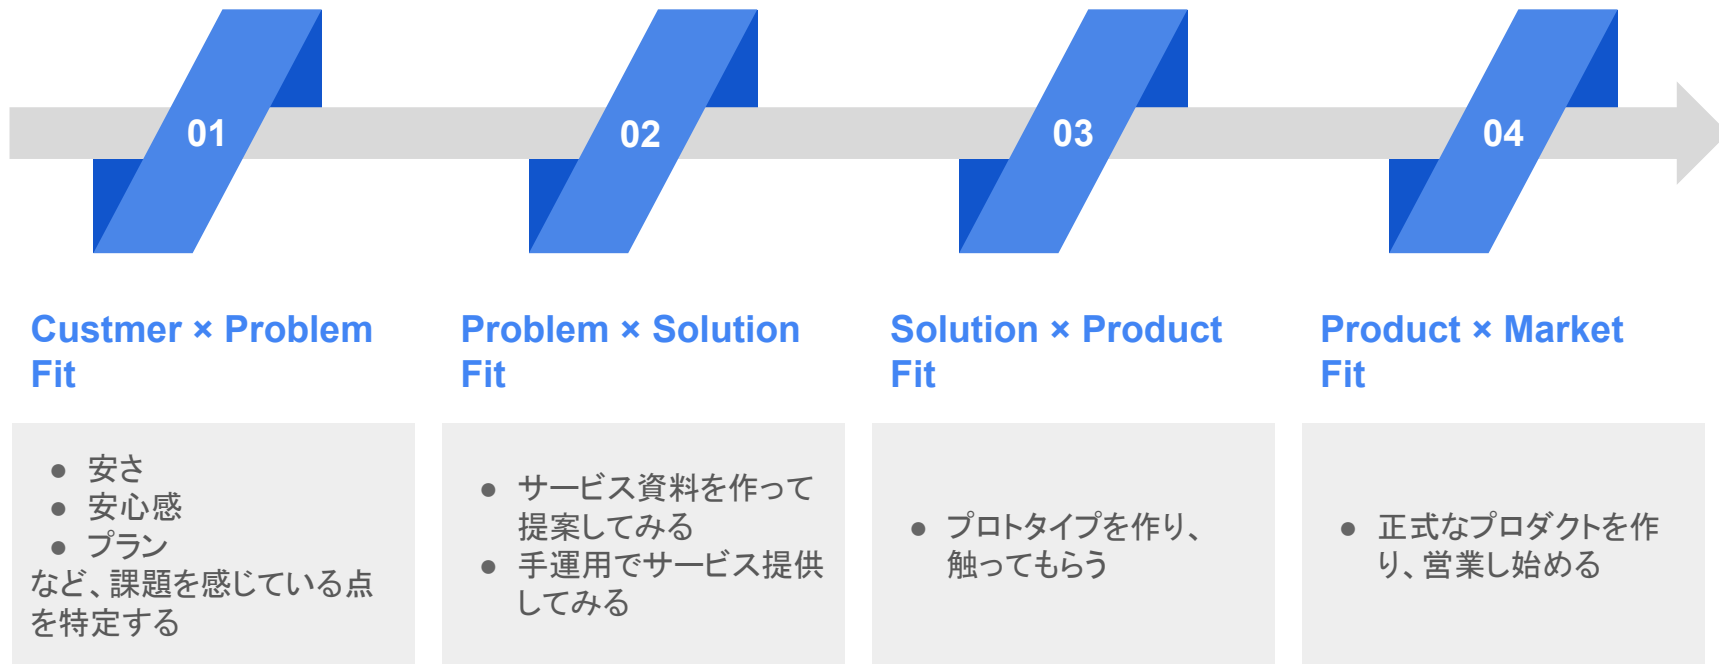 01
02
03
04
Custmer × Problem
Fit
Problem × Solution
Fit
Solution × Product
Fit
Product × Market
Fit
● 安さ
● 安心感
● プラン
など、課題を感じている点
を特定する
● サービス資料を作って
提案してみる
● 手運用でサービス提供
してみる
● プロトタイプを作り、
触ってもらう
● 正式なプロダクトを作
り、営業し始める